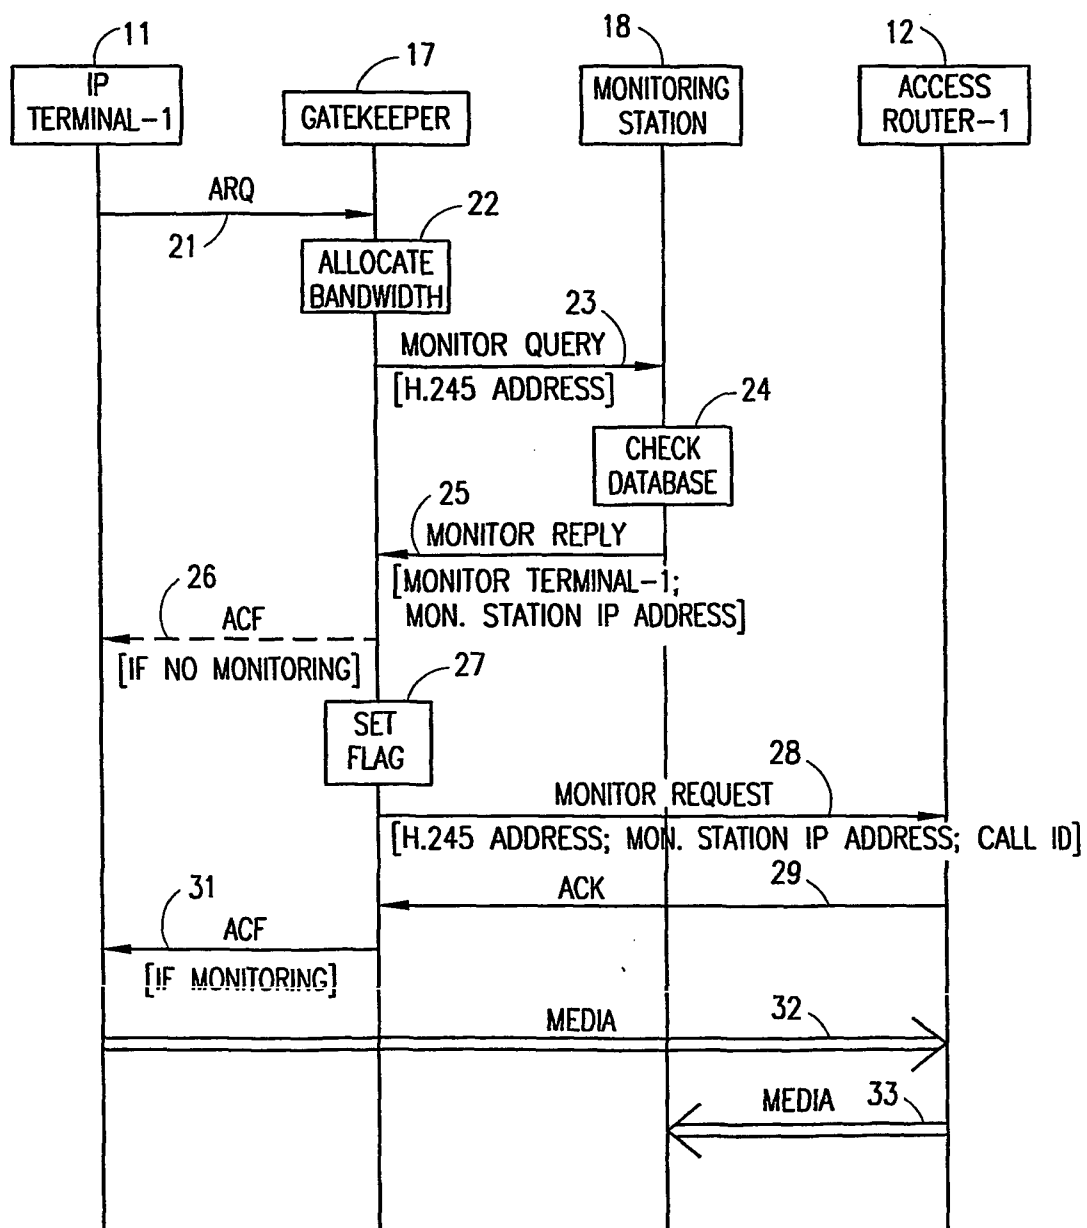 11
17
18
12
IP
TERMINAL-1
GATEKEEPER
MONITORING
STATION
ACCESS
ROUTER-1
ARQ
21
22
ALLOCATE
BANDWIDTH
23
MONITOR QUERY
[H.245 ADDRESS]
24
CHECK
DATABASE
25
MONITOR REPLY
[MONITOR TERMINAL-1;
MON. STATION IP ADDRESS]
26
ACF
[IF NO MONITORING]
27
SET
FLAG
28
MONITOR REQUEST
[H.245 ADDRESS; MON. STATION IP ADDRESS; CALL ID]
ACK
29
31
ACF
[IF MONITORING]
MEDIA
32
MEDIA
33